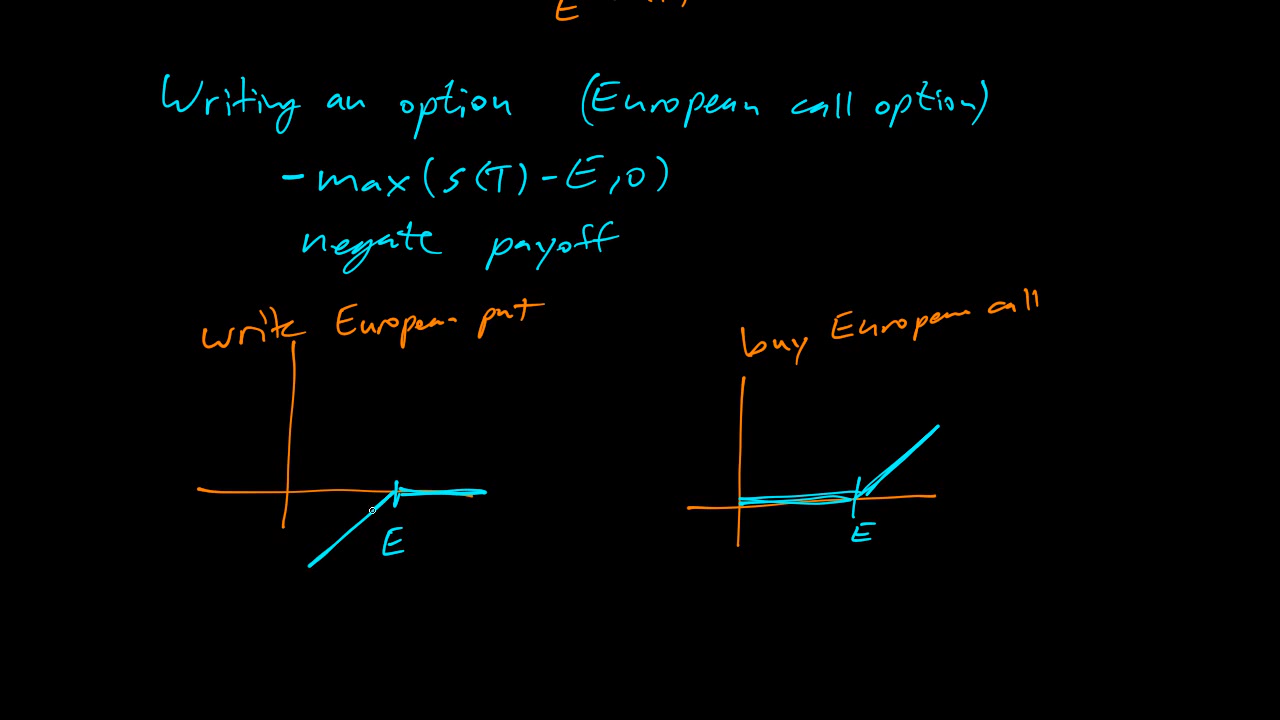 E
Writing an option (European call option)
-max(S(T)-E,0)
negate payoff
write European put
buy European call
E
E